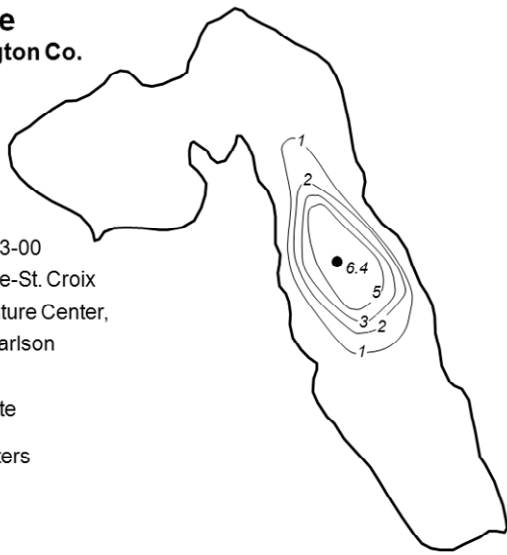 e
gton Co.
3-00
e-St. Croix
ture Center,
arlson
te
ters
1
2
6.4
5
3
2
1